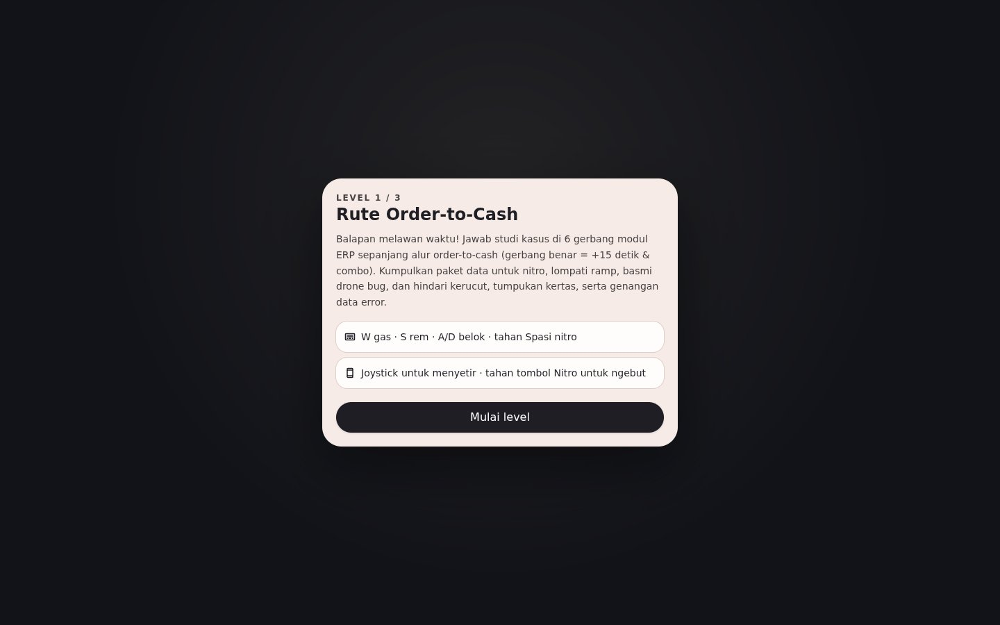 LEVEL 1 / 3
Rute Order-to-Cash
Balapan melawan waktu! Jawab studi kasus di 6 gerbang modul
ERP sepanjang alur order-to-cash (gerbang benar = +15 detik &
combo). Kumpulkan paket data untuk nitro, lompati ramp, basmi
drone bug, dan hindari kerucut, tumpukan kertas, serta genangan
data error.
W gas · S rem · A/D belok · tahan Spasi nitro
Joystick untuk menyetir · tahan tombol Nitro untuk ngebut
Mulai level